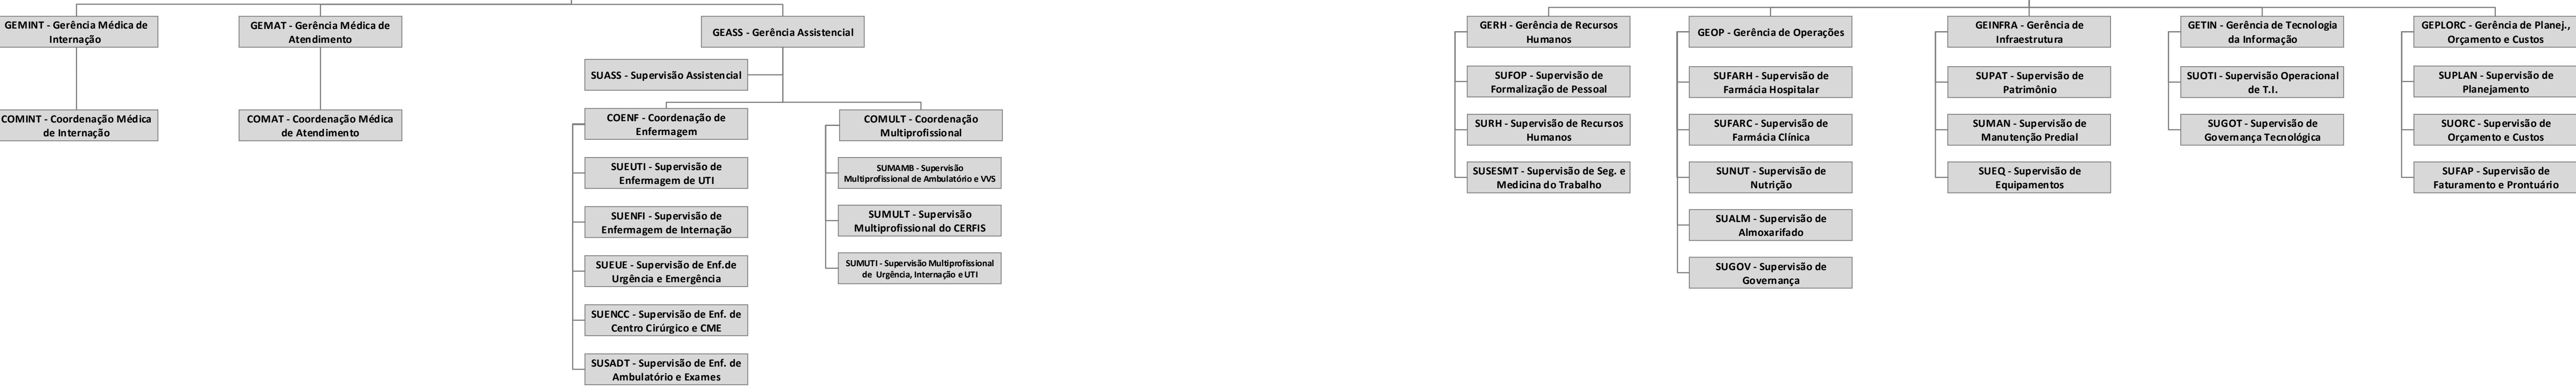 GEMINT - Gerência Médica de
Internação
COMINT - Coordenação Médica
de Internação
GEMAT - Gerência Médica de
Atendimento
COMAT - Coordenação Médica
de Atendimento
GEASS - Gerência Assistencial
SUASS - Supervisão Assistencial
COENF - Coordenação de
Enfermagem
SUEUTI - Supervisão de
Enfermagem de UTI
SUENFI - Supervisão de
Enfermagem de Internação
SUEUE - Supervisão de Enf.de
Urgência e Emergência
SUENCC - Supervisão de Enf. de
Centro Cirúrgico e CME
SUSADT - Supervisão de Enf. de
Ambulatório e Exames
COMULT - Coordenação
Multiprofissional
SUMAMB - Supervisão
Multiprofissional de Ambulatório e VVS
SUMULT - Supervisão
Multiprofissional do CERFIS
SUMUTI - Supervisão Multiprofissional
de Urgência, Internação e UTI
GERH - Gerência de Recursos
Humanos
SUFOP - Supervisão de
Formalização de Pessoal
SURH - Supervisão de Recursos
Humanos
SUSESMT - Supervisão de Seg. e
Medicina do Trabalho
GEOP - Gerência de Operações
SUFARH - Supervisão de
Farmácia Hospitalar
SUFARC - Supervisão de
Farmácia Clínica
SUNUT - Supervisão de
Nutrição
SUALM - Supervisão de
Almoxarifado
SUGOV - Supervisão de
Governança
GEINFRA - Gerência de
Infraestrutura
SUPAT - Supervisão de
Patrimônio
SUMAN - Supervisão de
Manutenção Predial
SUEQ - Supervisão de
Equipamentos
GETIN - Gerência de Tecnologia
da Informação
SUOTI - Supervisão Operacional
de T.I.
SUGOT - Supervisão de
Governança Tecnológica
GEPLORC - Gerência de Planej.,
Orçamento e Custos
SUPLAN - Supervisão de
Planejamento
SUORC - Supervisão de
Orçamento e Custos
SUFAP - Supervisão de
Faturamento e Prontuário